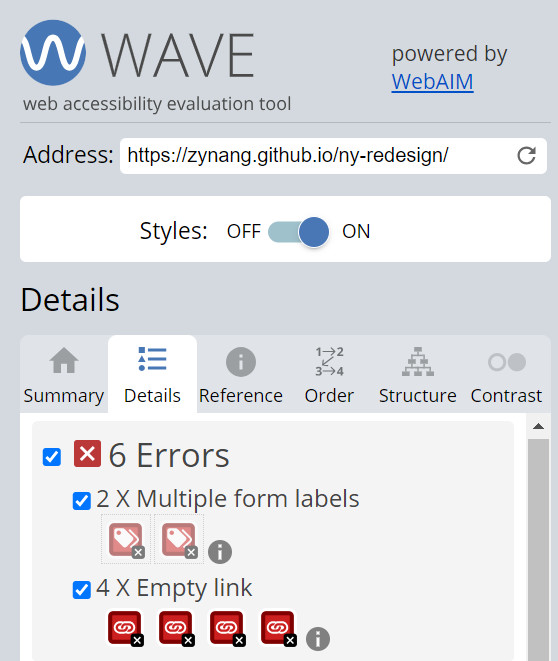 WAVE
powered by
WebAIM
web accessibility evaluation tool
Address: https://zynang.github.io/ny-redesign/
Styles: OFF ON
Details
1 2
3 4
Summary Details Reference Order Structure Contrast
6 Errors
2 X Multiple form labels
4 X Empty link